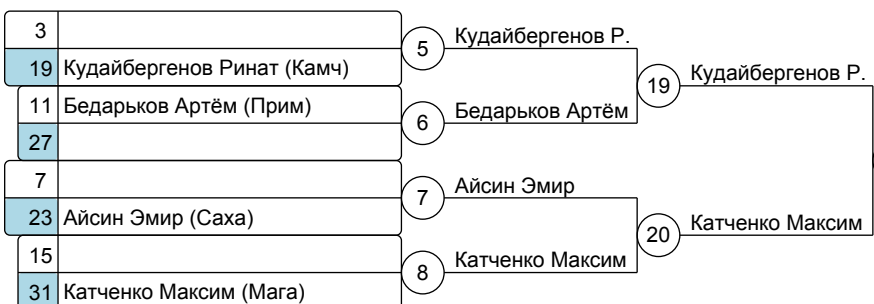 3
19 Кудайбергенов Ринат (Камч)
5 Кудайбергенов Р.
11 Бедарьков Артём (Прим)
27
6 Бедарьков Артём
19 Кудайбергенов Р.
7
23 Айсин Эмир (Саха)
7 Айсин Эмир
15
31 Катченко Максим (Мага)
8 Катченко Максим
20 Катченко Максим